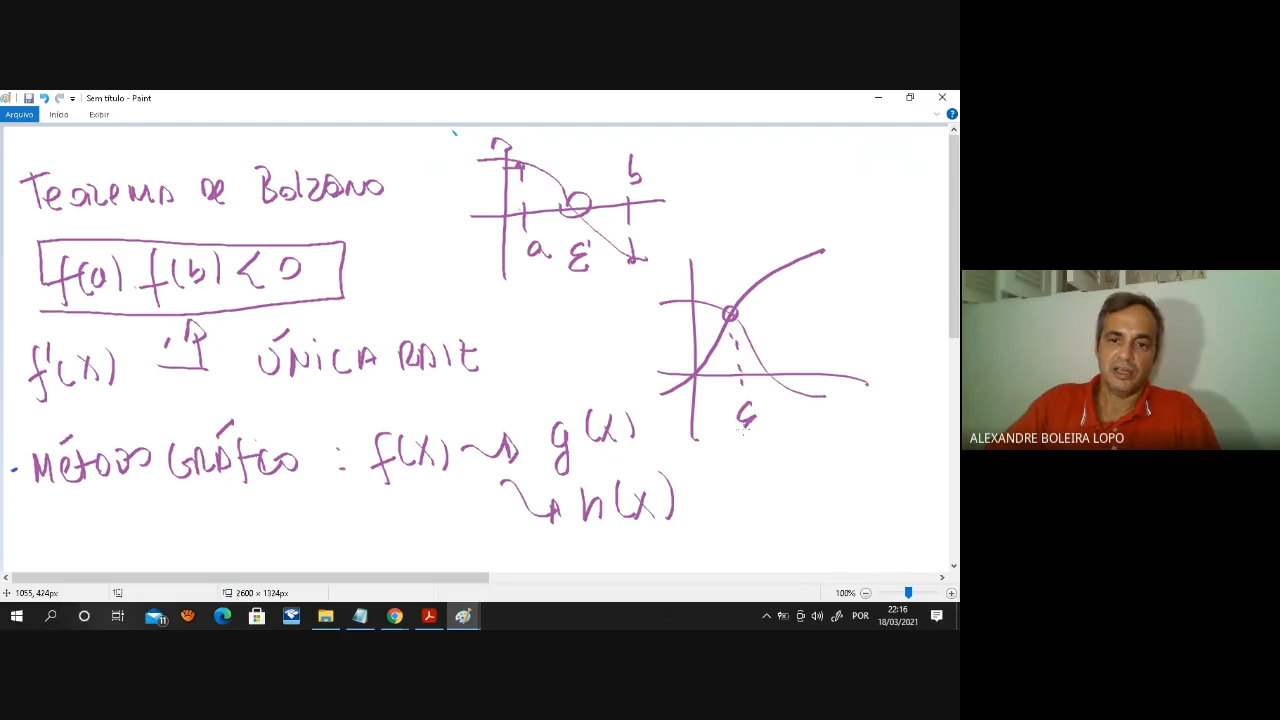 Sem título - Paint
Arquivo Início Exibir
TEOREMA DE BOLZANO
f(a) f(b) < 0
a ξ b
f'(x) ÚNICA RAIZ
ξ
• MÉTODO GRÁFICO : f(x) g(x)
h(x)
ALEXANDRE BOLEIRA LOPO
1055, 424px 2600 × 1324px 100%
11
POR 22:16
18/03/2021